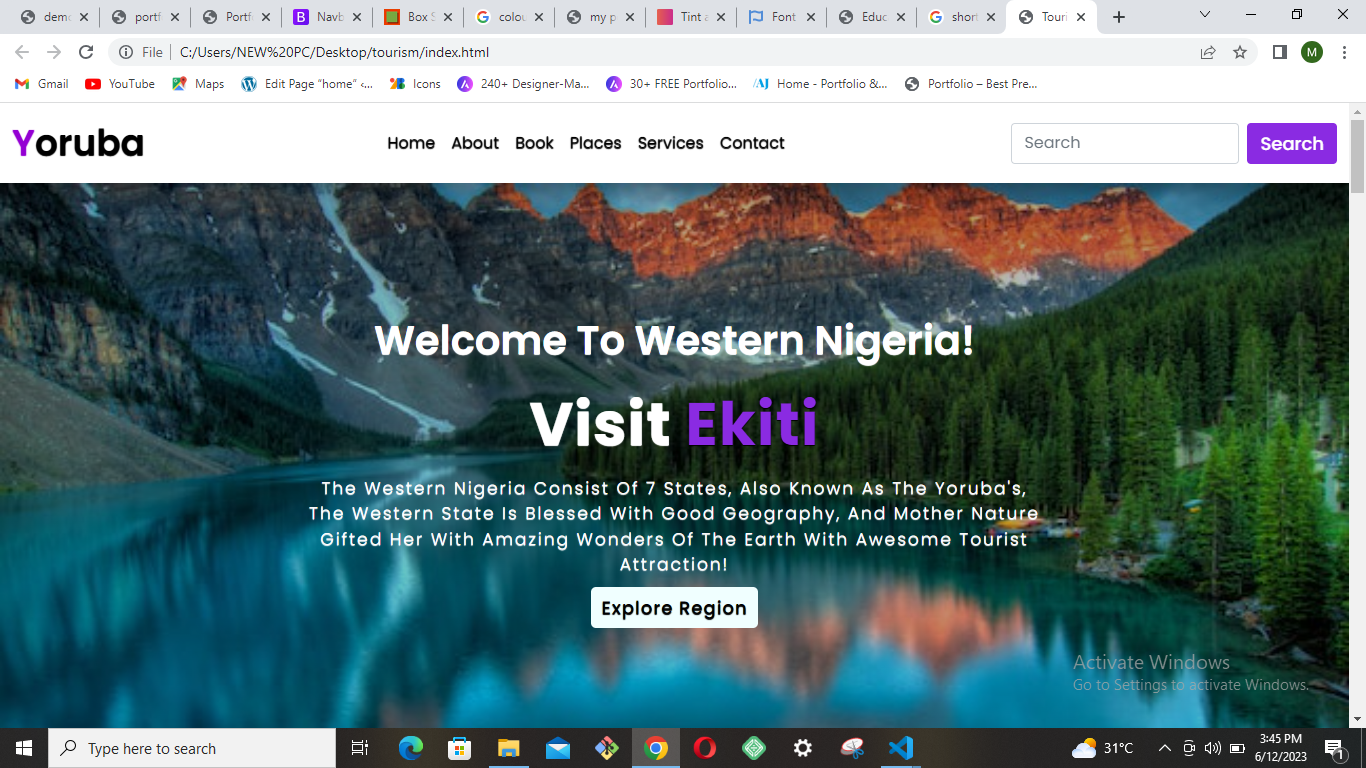 demo
portf
Portf
Navb
Box S
colou
my p
Tint a
Font
Educ
short
Touri
File
C:/Users/NEW%20PC/Desktop/tourism/index.html
M
Gmail
YouTube
Maps
Edit Page “home” ‹...
Icons
240+ Designer-Ma...
30+ FREE Portfolio...
Home - Portfolio &...
Portfolio – Best Pre...
Yoruba
Home About Book Places Services Contact
Search
Search
Welcome To Western Nigeria!
Visit Ekiti
The Western Nigeria Consist Of 7 States, Also Known As The Yoruba's,
The Western State Is Blessed With Good Geography, And Mother Nature
Gifted Her With Amazing Wonders Of The Earth With Awesome Tourist
Attraction!
Explore Region
Activate Windows
Go to Settings to activate Windows.
Type here to search
31°C
3:45 PM
6/12/2023
1